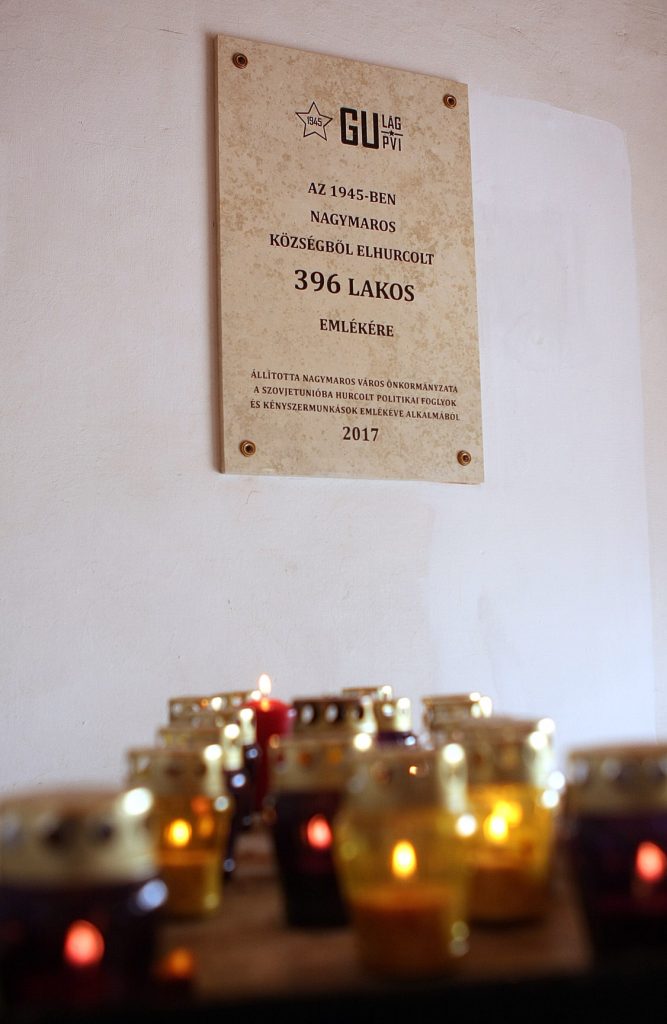 1945 GULÁG
GUPVI
AZ 1945-BEN
NAGYMAROS
KÖZSÉGBŐL ELHURCOLT
396 LAKOS
EMLÉKÉRE
ÁLLÍTOTTA NAGYMAROS VÁROS ÖNKORMÁNYZATA
A SZOVJETUNIÓBA HURCOLT POLITIKAI FOGLYOK
ÉS KÉNYSZERMUNKÁSOK EMLÉKÉVE ALKALMÁBÓL
2017